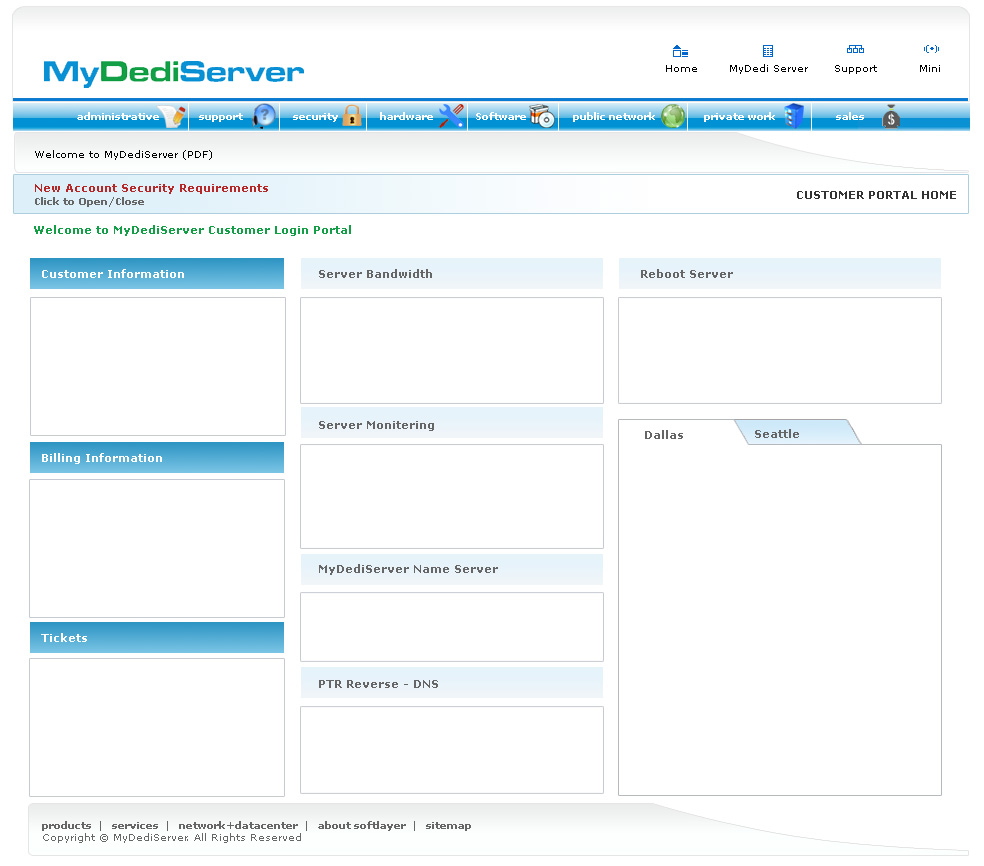 MyDediServer
Home MyDedi Server Support Mini
administrative support security hardware Software public network private work sales
Welcome to MyDediServer (PDF)
New Account Security Requirements
Click to Open/Close
CUSTOMER PORTAL HOME
Welcome to MyDediServer Customer Login Portal
Customer Information
Billing Information
Tickets
Server Bandwidth
Server Monitering
MyDediServer Name Server
PTR Reverse - DNS
Reboot Server
Dallas Seattle
products | services | network+datacenter | about softlayer | sitemap
Copyright © MyDediServer. All Rights Reserved